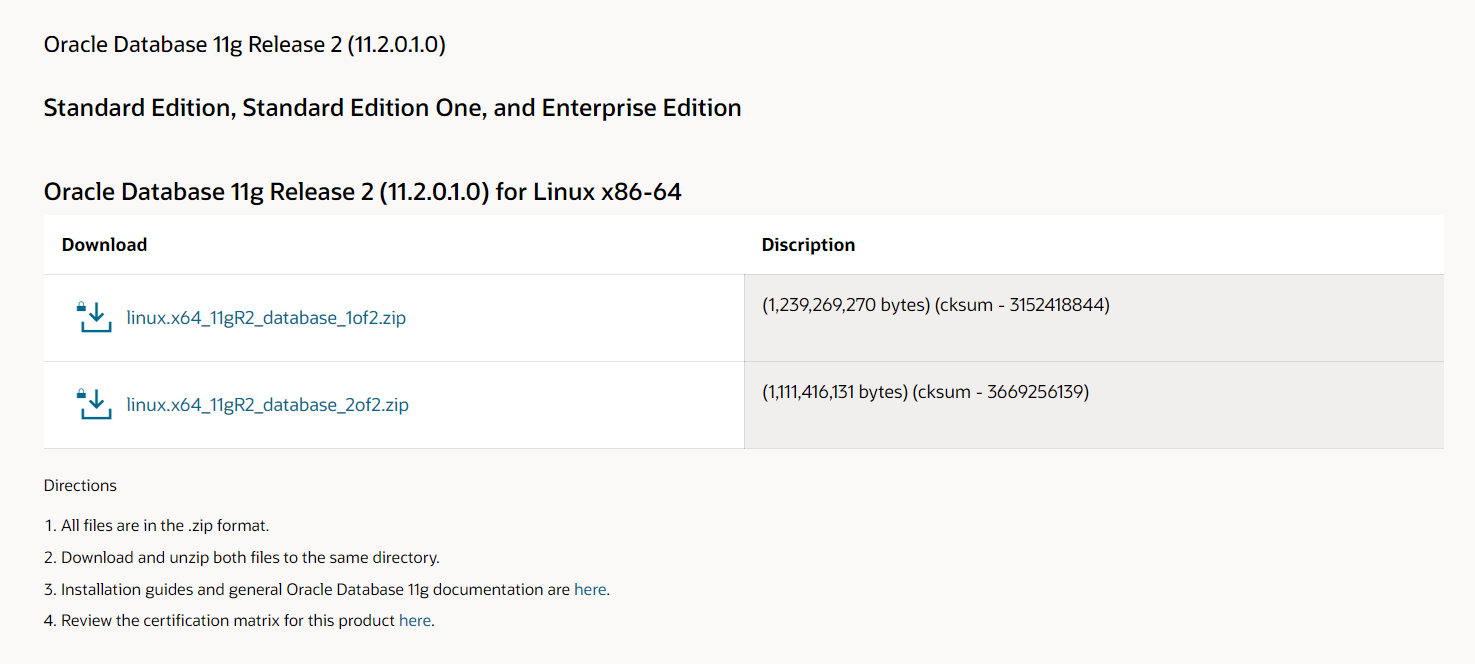 Oracle Database 11g Release 2 (11.2.0.1.0)
Standard Edition, Standard Edition One, and Enterprise Edition
Oracle Database 11g Release 2 (11.2.0.1.0) for Linux x86-64
Download Discription
linux.x64_11gR2_database_1of2.zip (1,239,269,270 bytes) (cksum - 3152418844)
linux.x64_11gR2_database_2of2.zip (1,111,416,131 bytes) (cksum - 3669256139)
Directions
1. All files are in the .zip format.
2. Download and unzip both files to the same directory.
3. Installation guides and general Oracle Database 11g documentation are here.
4. Review the certification matrix for this product here.